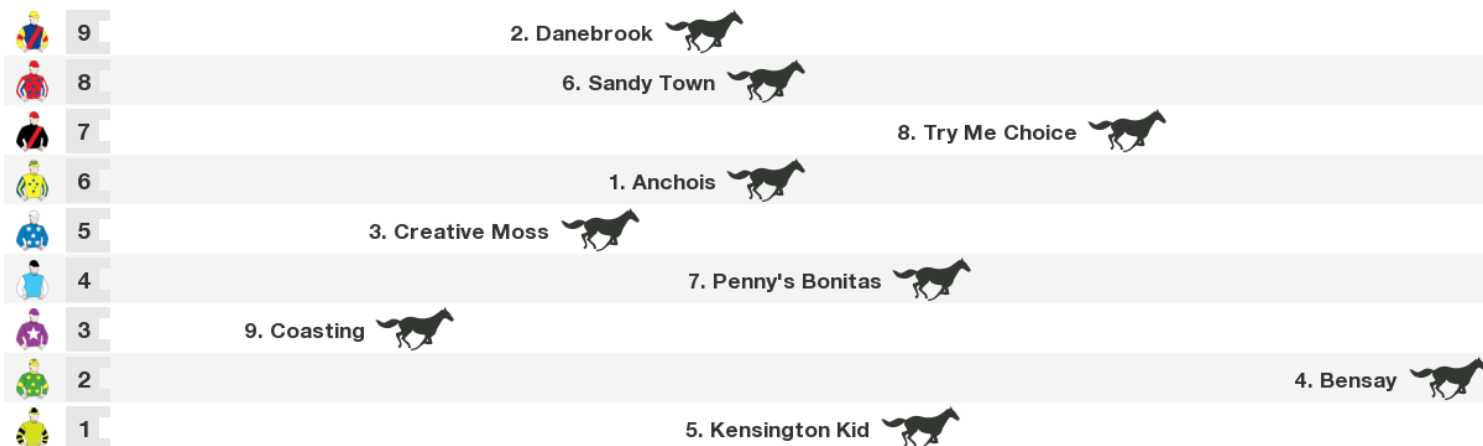 9 2. Danebrook
8 6. Sandy Town
7 8. Try Me Choice
6 1. Anchois
5 3. Creative Moss
4 7. Penny's Bonitas
3 9. Coasting
2 4. Bensay
1 5. Kensington Kid